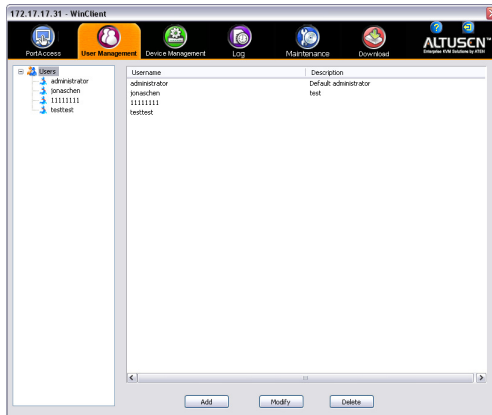 172.17.17.31 - WinClient
PortAccess User Management Device Management Log Maintenance Download
ALTUSEN™
Enterprise KVM Solutions by ATEN
Users
administrator
jonaschen
11111111
testtest
Username Description
administrator Default administrator
jonaschen test
11111111
testtest
Add Modify Delete